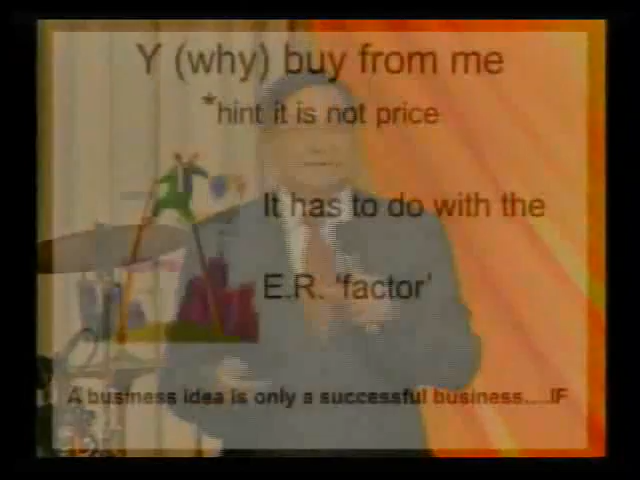 Y (why) buy from me
*hint it is not price
It has to do with the
E.R. ‘factor’
A business idea is only a successful business....IF